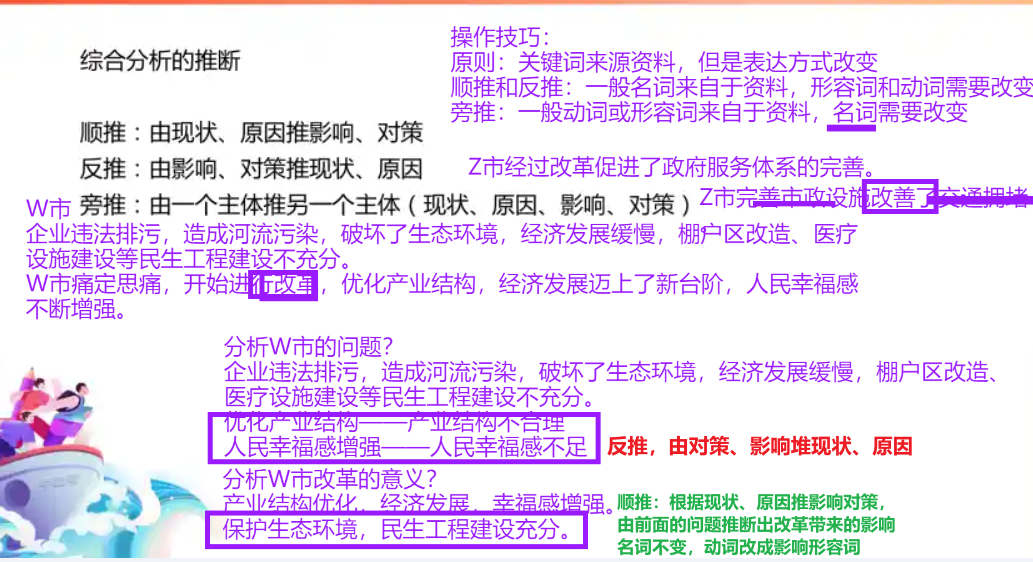 操作技巧：
综合分析的推断
原则：关键词来源资料，但是表达方式改变
顺推和反推：一般名词来自于资料，形容词和动词需要改变
旁推：一般动词或形容词来自于资料，名词需要改变
顺推：由现状、原因推影响、对策
反推：由影响、对策推现状、原因
Z市经过改革促进了政府服务体系的完善。
旁推：由一个主体推另一个主体（现状、原因、影响、对策）
Z市完善市政设施改善了交通拥堵
W市
企业违法排污，造成河流污染，破坏了生态环境，经济发展缓慢，棚户区改造、医疗
设施建设等民生工程建设不充分。
W市痛定思痛，开始进行改革，优化产业结构，经济发展迈上了新台阶，人民幸福感
不断增强。
分析W市的问题？
企业违法排污，造成河流污染，破坏了生态环境，经济发展缓慢，棚户区改造、
医疗设施建设等民生工程建设不充分。
优化产业结构——产业结构不合理
人民幸福感增强——人民幸福感不足
反推，由对策、影响堆现状、原因
分析W市改革的意义？
产业结构优化，经济发展，幸福感增强。
保护生态环境，民生工程建设充分。
顺推：根据现状、原因推影响对策，
由前面的问题推断出改革带来的影响
名词不变，动词改成影响形容词